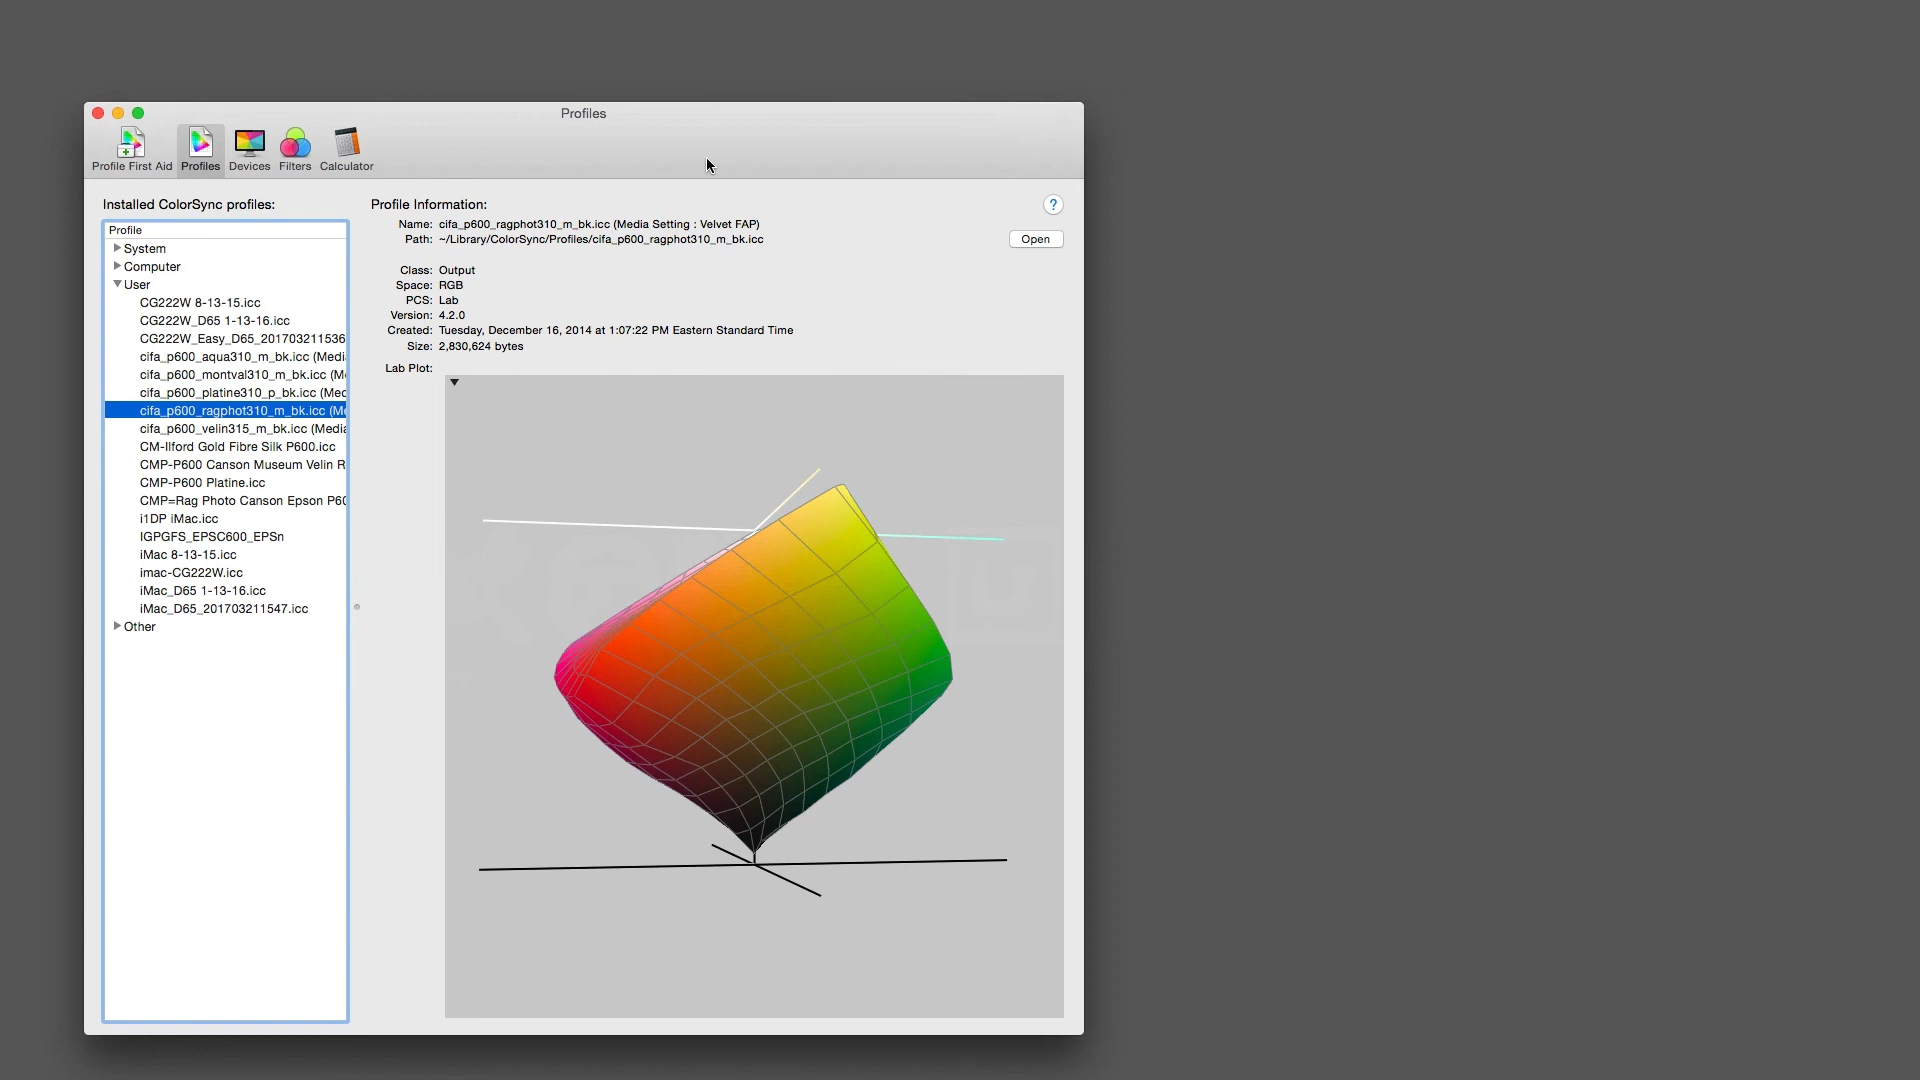 Profiles
Profile First Aid
Profiles
Devices
Filters
Calculator
Installed ColorSync profiles:
Profile
System
Computer
User
CG222W 8-13-15.icc
CG222W_D65 1-13-16.icc
CG222W_Easy_D65_201703211536
cifa_p600_aqua310_m_bk.icc (Medi
cifa_p600_montval310_m_bk.icc (M
cifa_p600_platine310_p_bk.icc (Med
cifa_p600_ragphot310_m_bk.icc (Me
cifa_p600_velin315_m_bk.icc (Media
CM-Ilford Gold Fibre Silk P600.icc
CMP-P600 Canson Museum Velin R
CMP-P600 Platine.icc
CMP=Rag Photo Canson Epson P60
i1DP iMac.icc
IGPGFS_EPSC600_EPSn
iMac 8-13-15.icc
imac-CG222W.icc
iMac_D65 1-13-16.icc
iMac_D65_201703211547.icc
Other
Profile Information:
?
Name: cifa_p600_ragphot310_m_bk.icc (Media Setting : Velvet FAP)
Path: ~/Library/ColorSync/Profiles/cifa_p600_ragphot310_m_bk.icc
Open
Class: Output
Space: RGB
PCS: Lab
Version: 4.2.0
Created: Tuesday, December 16, 2014 at 1:07:22 PM Eastern Standard Time
Size: 2,830,624 bytes
Lab Plot: